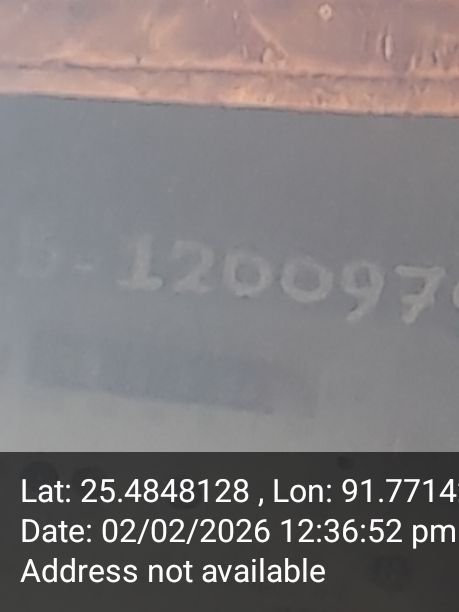 D-120097
Lat: 25.4848128 , Lon: 91.7714
Date: 02/02/2026 12:36:52 pm
Address not available